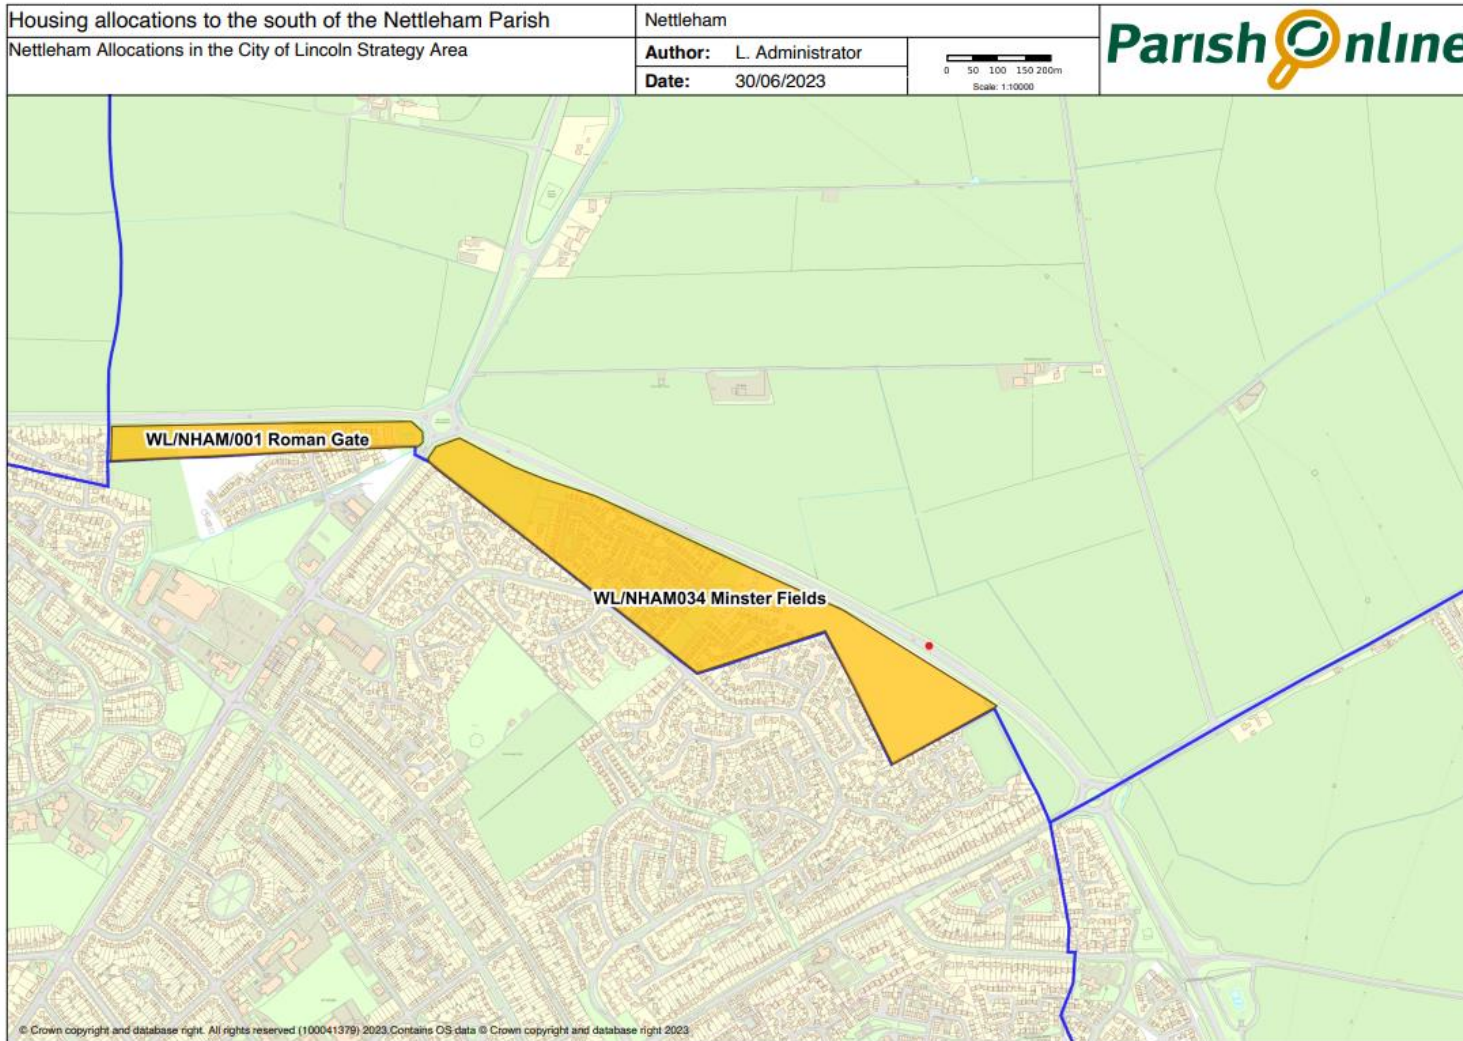 Housing allocations to the south of the Nettleham Parish
Nettleham Allocations in the City of Lincoln Strategy Area
Nettleham
Author: L. Administrator
Date: 30/06/2023
0 50 100 150 200m
Scale: 1:10000
Parısh Onlıne
WL/NHAM/001 Roman Gate
WL/NHAM034 Minster Fields
© Crown copyright and database right. All rights reserved (100041379) 2023 Contains OS data © Crown copyright and database right 2023